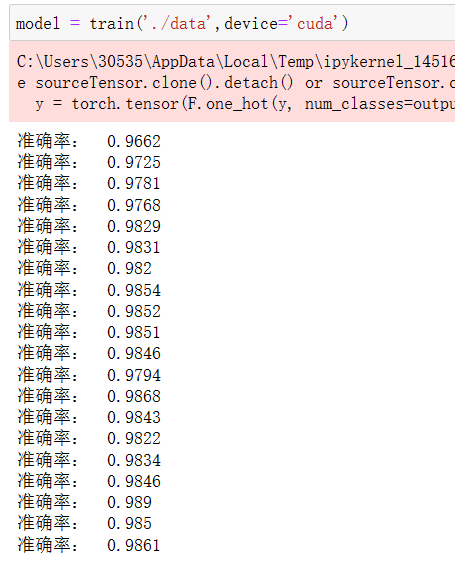 model = train('./data',device='cuda')
C:\Users\30535\AppData\Local\Temp\ipykernel_14516
e sourceTensor.clone().detach() or sourceTensor.c
y = torch.tensor(F.one_hot(y, num_classes=outpu
准确率： 0.9662
准确率： 0.9725
准确率： 0.9781
准确率： 0.9768
准确率： 0.9829
准确率： 0.9831
准确率： 0.982
准确率： 0.9854
准确率： 0.9852
准确率： 0.9851
准确率： 0.9846
准确率： 0.9794
准确率： 0.9868
准确率： 0.9843
准确率： 0.9822
准确率： 0.9834
准确率： 0.9846
准确率： 0.989
准确率： 0.985
准确率： 0.9861